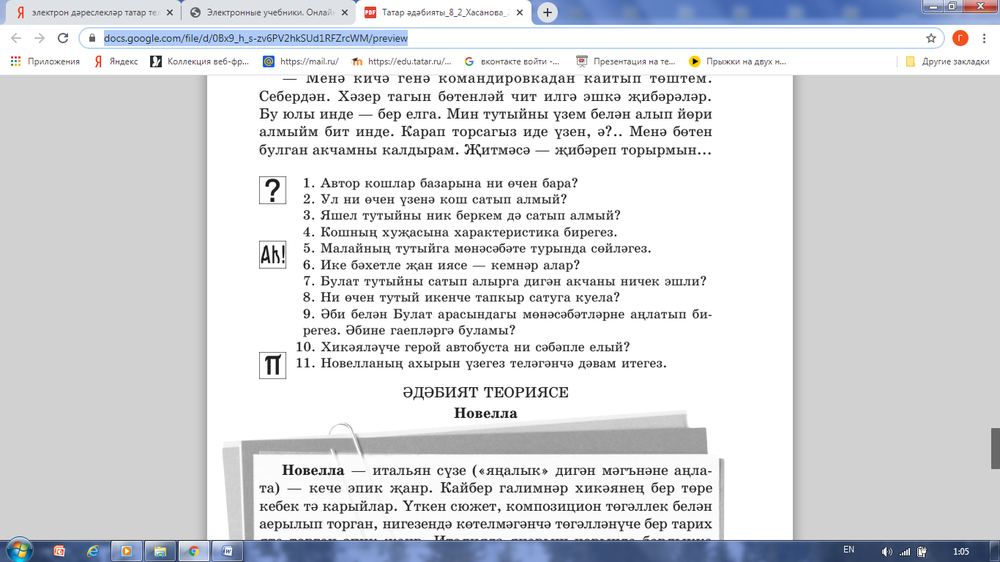 электрон дәреслекләр татар тел
Электронные учебники. Онлайн
Татар әдәбияты_8_2_Хасанова_2
docs.google.com/file/d/0Bx9_h_s-zv6PV2hkSUd1RFZrcWM/preview
Г
Приложения Яндекс Коллекция веб-фр... https://mail.ru/ https://edu.tatar.ru/... вконтакте войти -... Презентация на те... Прыжки на двух н... Другие закладки
— Менә кичә генә командировкадан кайтып төштем.
Себердән. Хәзер тагын бөтенләй чит илгә эшкә җибәрәләр.
Бу юлы инде — бер елга. Мин тутыйны үзем белән алып йөри
алмыйм бит инде. Карап торсагыз иде үзен, ә?.. Менә бөтен
булган акчамны калдырам. Җитмәсә — җибәреп торырмын...
?
1. Автор кошлар базарына ни өчен бара?
2. Ул ни өчен үзенә кош сатып алмый?
3. Яшел тутыйны ник беркем дә сатып алмый?
4. Кошның хуҗасына характеристика бирегез.
Аһ!
5. Малайның тутыйга мөнәсәбәте турында сөйләгез.
6. Ике бәхетле җан иясе — кемнәр алар?
7. Булат тутыйны сатып алырга дигән акчаны ничек эшли?
8. Ни өчен тутый икенче тапкыр сатуга куела?
9. Әби белән Булат арасындагы мөнәсәбәтләрне аңлатып би-
регез. Әбине гаепләргә буламы?
10. Хикәяләүче герой автобуста ни сәбәпле елый?
П
11. Новелланың ахырын үзегез теләгәнчә дәвам итегез.
ӘДӘБИЯТ ТЕОРИЯСЕ
Новелла
Новелла — итальян сүзе («яңалык» дигән мәгънәне аңла-
та) — кече эпик җанр. Кайбер галимнәр хикәянең бер төре
кебек тә карыйлар. Үткен сюжет, композицион төгәллек белән
аерылып торган, нигезендә көтелмәгәнчә төгәлләнүче бер тарих
EN
1:05